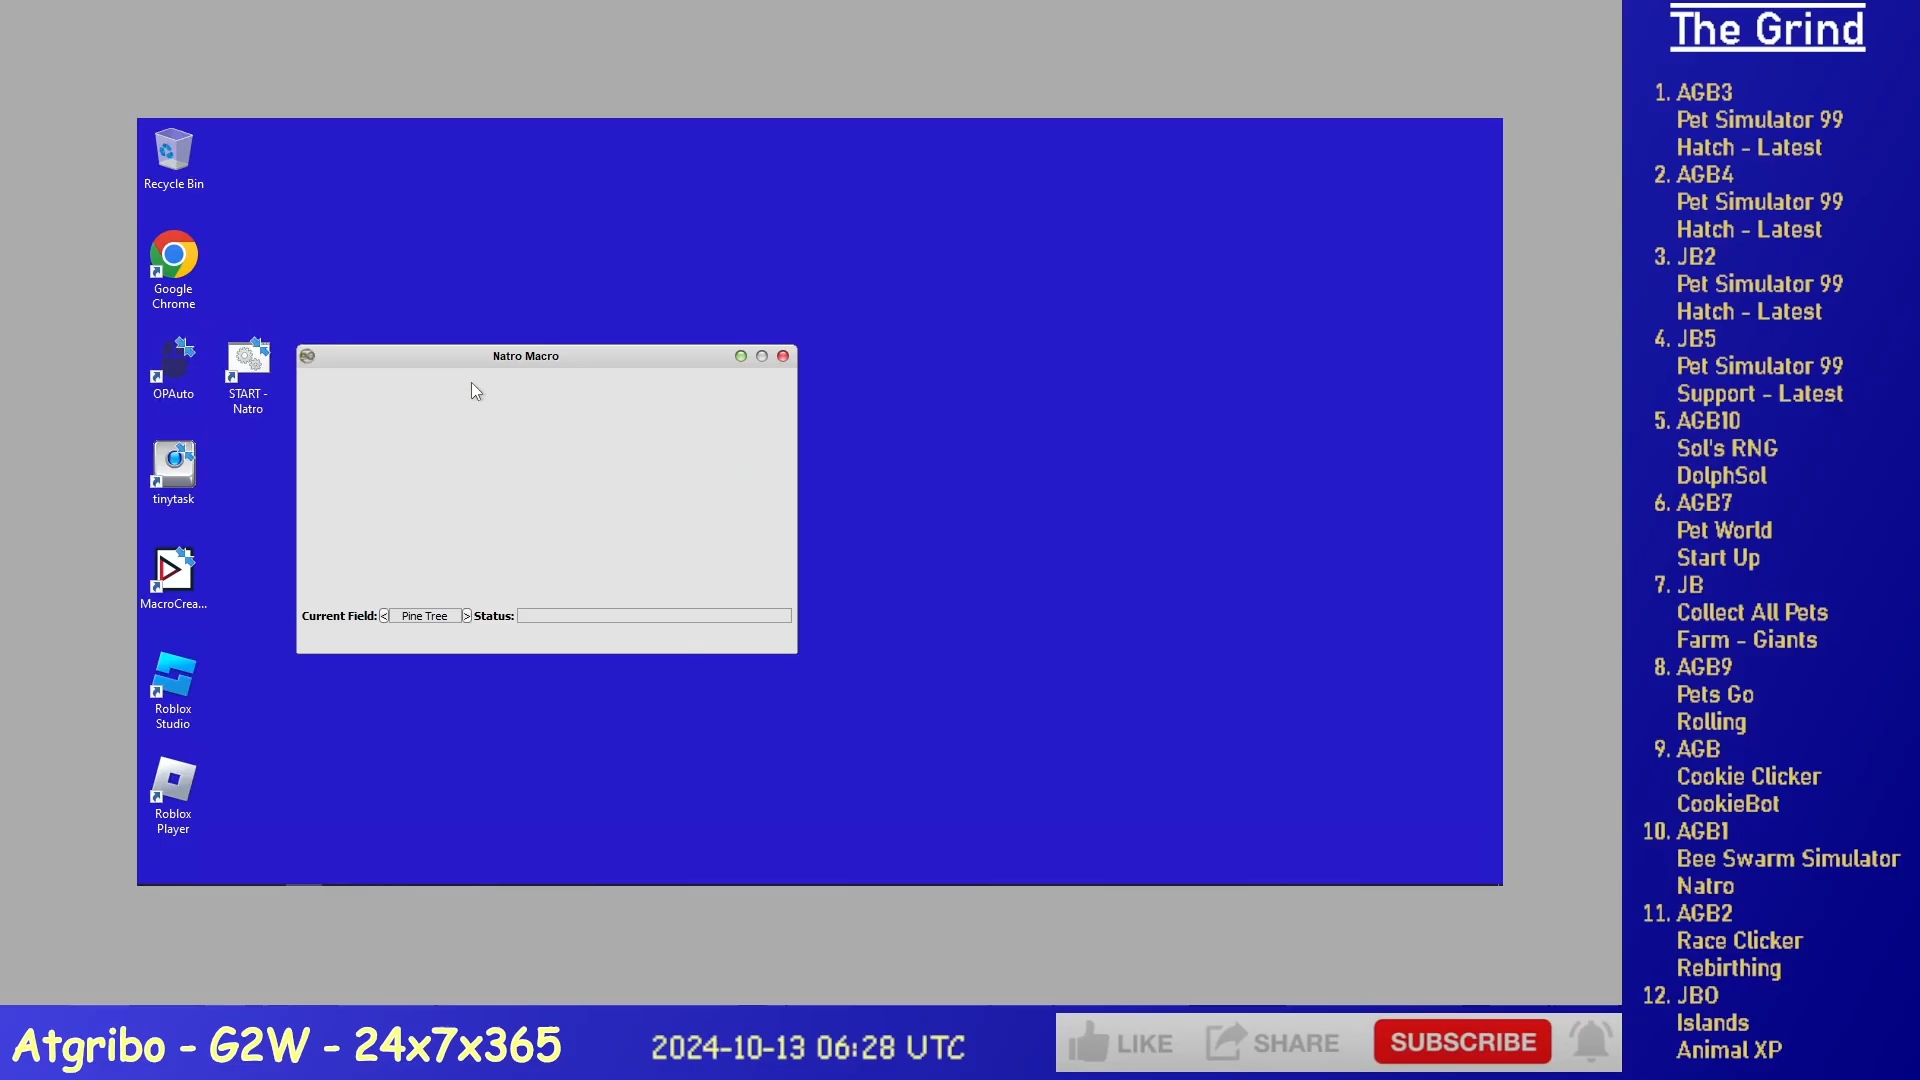 The Grind
1. AGB3
Pet Simulator 99
Hatch - Latest
2. AGB4
Pet Simulator 99
Hatch - Latest
3. JB2
Pet Simulator 99
Hatch - Latest
4. JB5
Pet Simulator 99
Support - Latest
5. AGB10
Sol's RNG
DolphSol
6. AGB7
Pet World
Start Up
7. JB
Collect All Pets
Farm - Giants
8. AGB9
Pets Go
Rolling
9. AGB
Cookie Clicker
CookieBot
10. AGB1
Bee Swarm Simulator
Natro
11. AGB2
Race Clicker
Rebirthing
12. JB0
Islands
Animal XP
Recycle Bin
Google
Chrome
OPAuto
START -
Natro
tinytask
MacroCrea...
Roblox
Studio
Roblox
Player
Natro Macro
Current Field: < Pine Tree > Status:
Atgribo - G2W - 24x7x365
2024-10-13 06:28 UTC
LIKE
SHARE
SUBSCRIBE